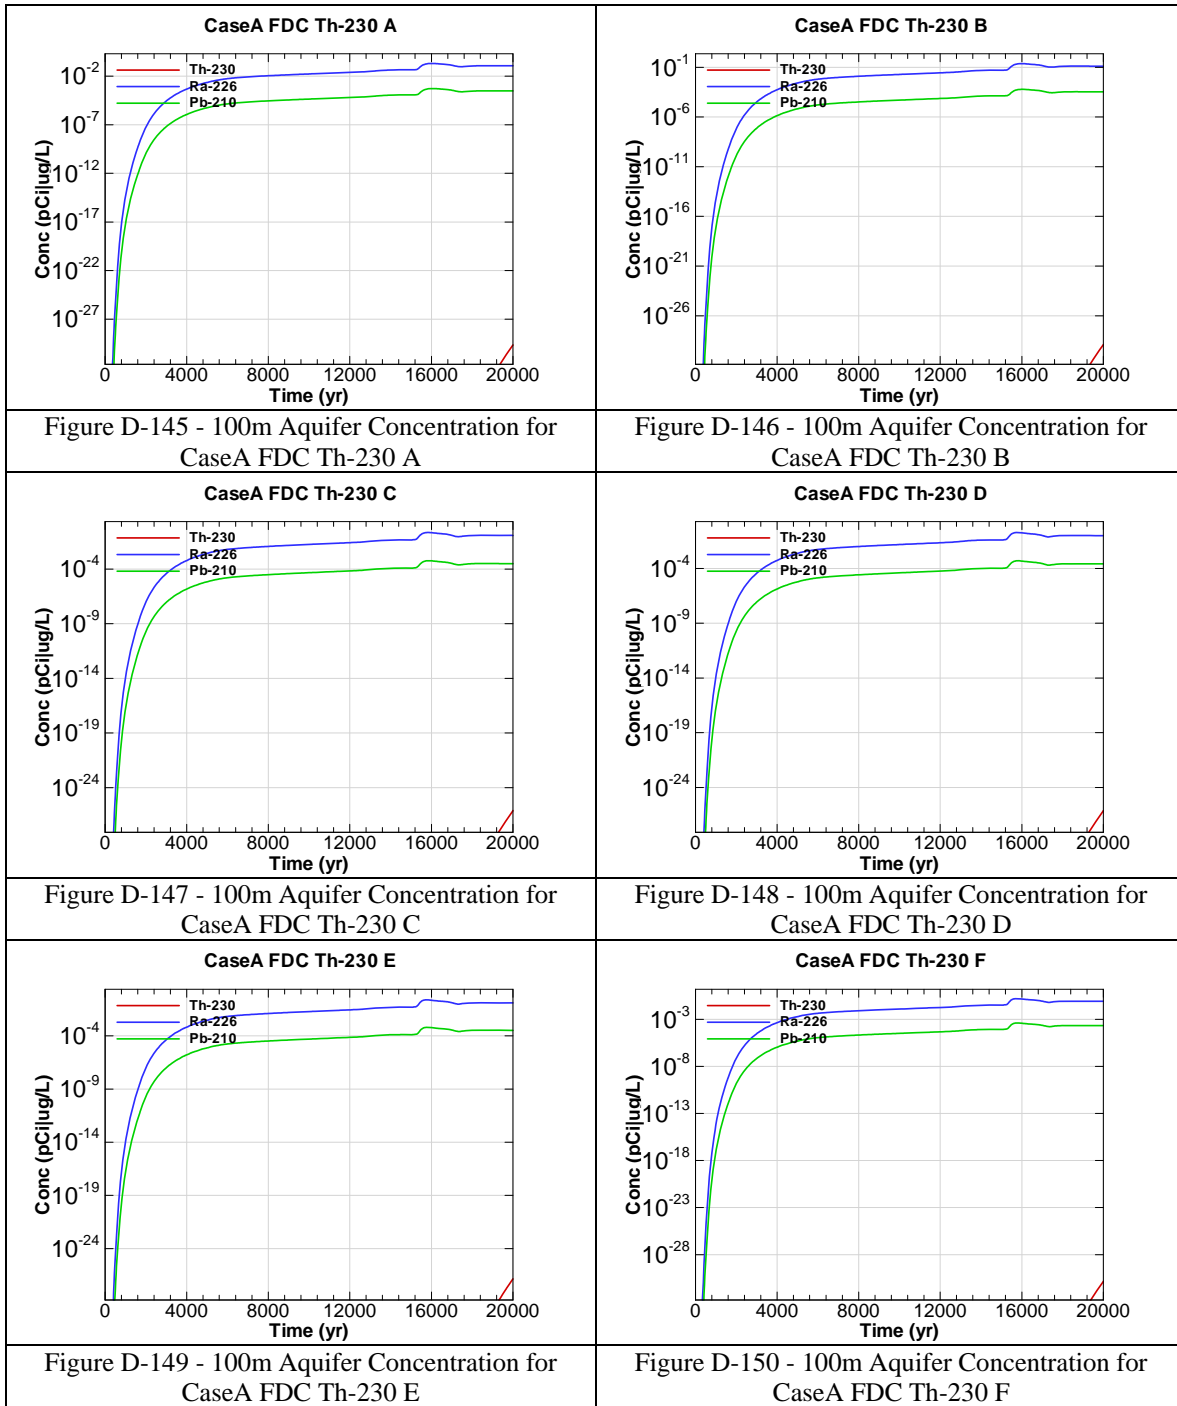 CaseA FDC Th-230 A
Th-230
Ra-226
Pb-210
10-2
10-7
10-12
10-17
10-22
10-27
Conc (pCi|ug/L)
0 4000 8000 12000 16000 20000
Time (yr)
Figure D-145 - 100m Aquifer Concentration for
CaseA FDC Th-230 A
CaseA FDC Th-230 B
Th-230
Ra-226
Pb-210
10-1
10-6
10-11
10-16
10-21
10-26
Conc (pCi|ug/L)
0 4000 8000 12000 16000 20000
Time (yr)
Figure D-146 - 100m Aquifer Concentration for
CaseA FDC Th-230 B
CaseA FDC Th-230 C
Th-230
Ra-226
Pb-210
10-4
10-9
10-14
10-19
10-24
Conc (pCi|ug/L)
0 4000 8000 12000 16000 20000
Time (yr)
Figure D-147 - 100m Aquifer Concentration for
CaseA FDC Th-230 C
CaseA FDC Th-230 D
Th-230
Ra-226
Pb-210
10-4
10-9
10-14
10-19
10-24
Conc (pCi|ug/L)
0 4000 8000 12000 16000 20000
Time (yr)
Figure D-148 - 100m Aquifer Concentration for
CaseA FDC Th-230 D
CaseA FDC Th-230 E
Th-230
Ra-226
Pb-210
10-4
10-9
10-14
10-19
10-24
Conc (pCi|ug/L)
0 4000 8000 12000 16000 20000
Time (yr)
Figure D-149 - 100m Aquifer Concentration for
CaseA FDC Th-230 E
CaseA FDC Th-230 F
Th-230
Ra-226
Pb-210
10-3
10-8
10-13
10-18
10-23
10-28
Conc (pCi|ug/L)
0 4000 8000 12000 16000 20000
Time (yr)
Figure D-150 - 100m Aquifer Concentration for
CaseA FDC Th-230 F